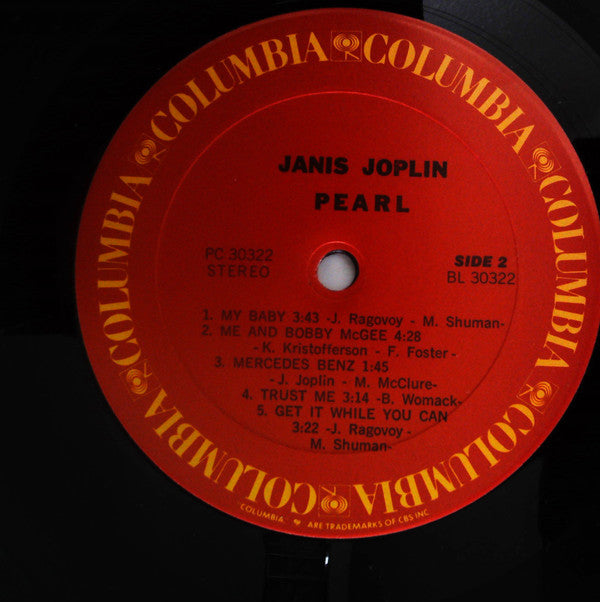 COLUMBIA COLUMBIA COLUMBIA COLUMBIA COLUMBIA COLUMBIA
JANIS JOPLIN
PEARL
PC 30322
STEREO
SIDE 2
BL 30322
1. MY BABY 3:43 -J. Ragovoy - M. Shuman-
2. ME AND BOBBY McGEE 4:28
- K. Kristofferson - F. Foster -
3. MERCEDES BENZ 1:45
- J. Joplin - M. McClure-
4. TRUST ME 3:14 -B. Womack-
5. GET IT WHILE YOU CAN
3:22 -J. Ragovoy -
M. Shuman-
COLUMBIA ARE TRADEMARKS OF CBS INC